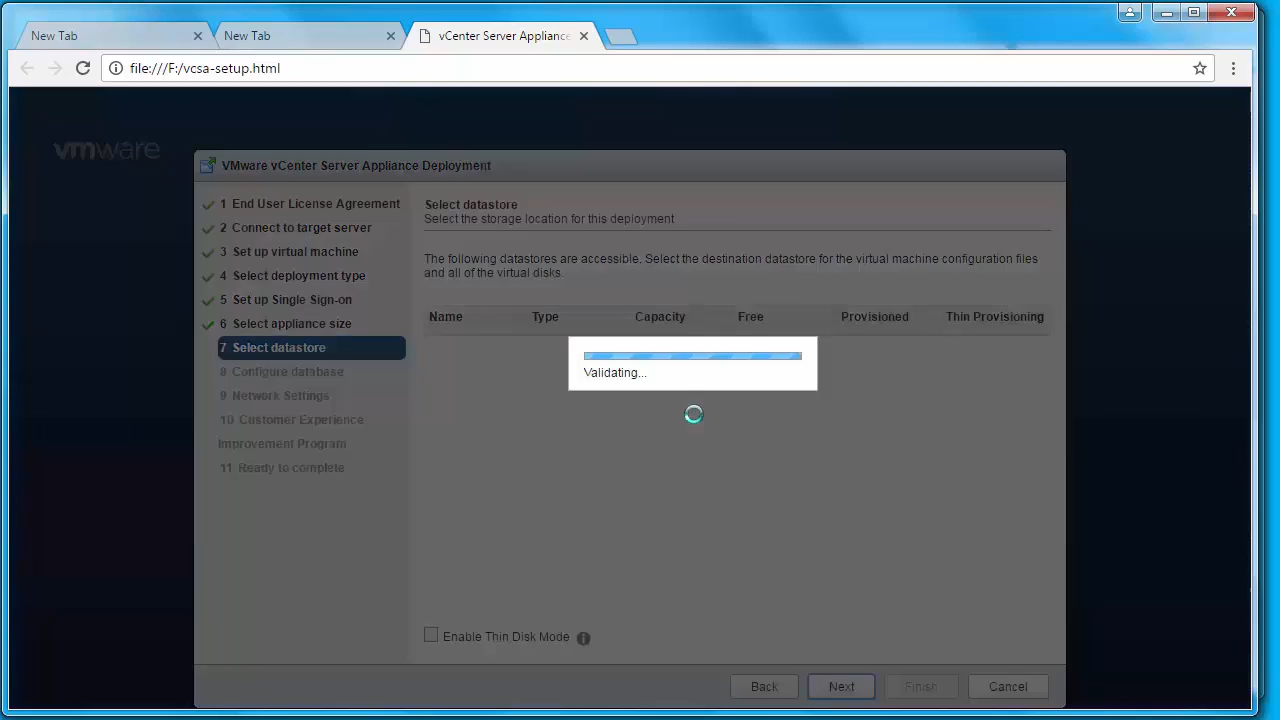 New Tab
New Tab
vCenter Server Appliance
file:///F:/vcsa-setup.html
vmware
VMware vCenter Server Appliance Deployment
1 End User License Agreement
2 Connect to target server
3 Set up virtual machine
4 Select deployment type
5 Set up Single Sign-on
6 Select appliance size
7 Select datastore
8 Configure database
9 Network Settings
10 Customer Experience
Improvement Program
11 Ready to complete
Select datastore
Select the storage location for this deployment
The following datastores are accessible. Select the destination datastore for the virtual machine configuration files
and all of the virtual disks.
Name Type Capacity Free Provisioned Thin Provisioning
Validating...
Enable Thin Disk Mode
Back Next Finish Cancel